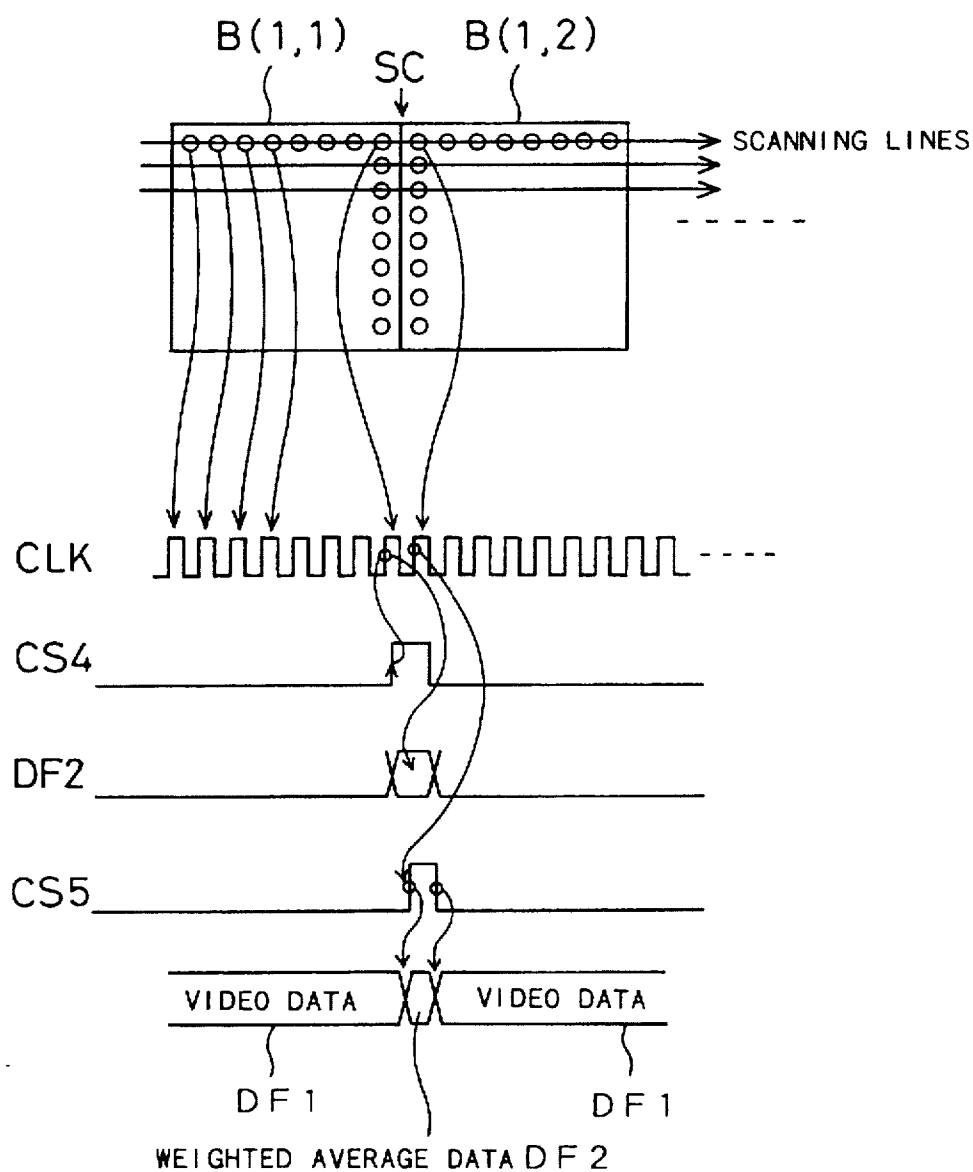 B(1,1)
B(1,2)
SC
SCANNING LINES
CLK
CS4
DF2
CS5
VIDEO DATA
VIDEO DATA
DF1
DF1
WEIGHTED AVERAGE DATA DF2